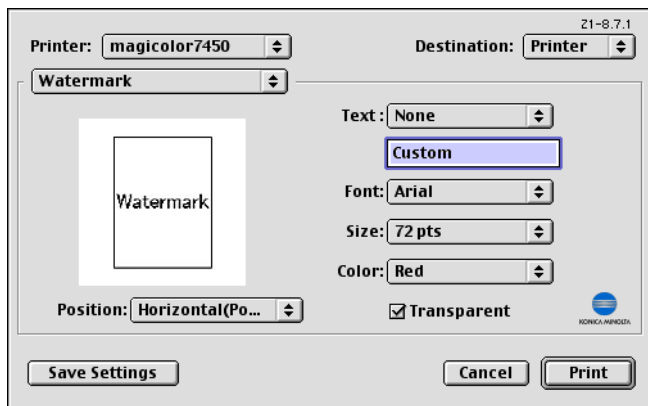 Z1-8.7.1
Printer: magicolor7450 Destination: Printer
Watermark
Text : None
Custom
Watermark
Font: Arial
Size: 72 pts
Color: Red
Position: Horizontal(Po... Transparent
KONICA MINOLTA
Save Settings Cancel Print